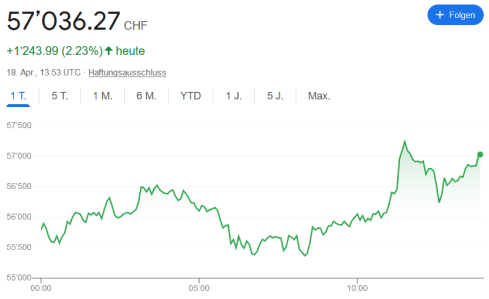 57’036.27 CHF
+ Folgen
+1’243.99 (2.23%) ↑ heute
18. Apr., 13:53 UTC · Haftungsausschluss
1 T. 5 T. 1 M. 6 M. YTD 1 J. 5 J. Max.
57’500
57’000
56’500
56’000
55’500
55’000
00:00 05:00 10:00